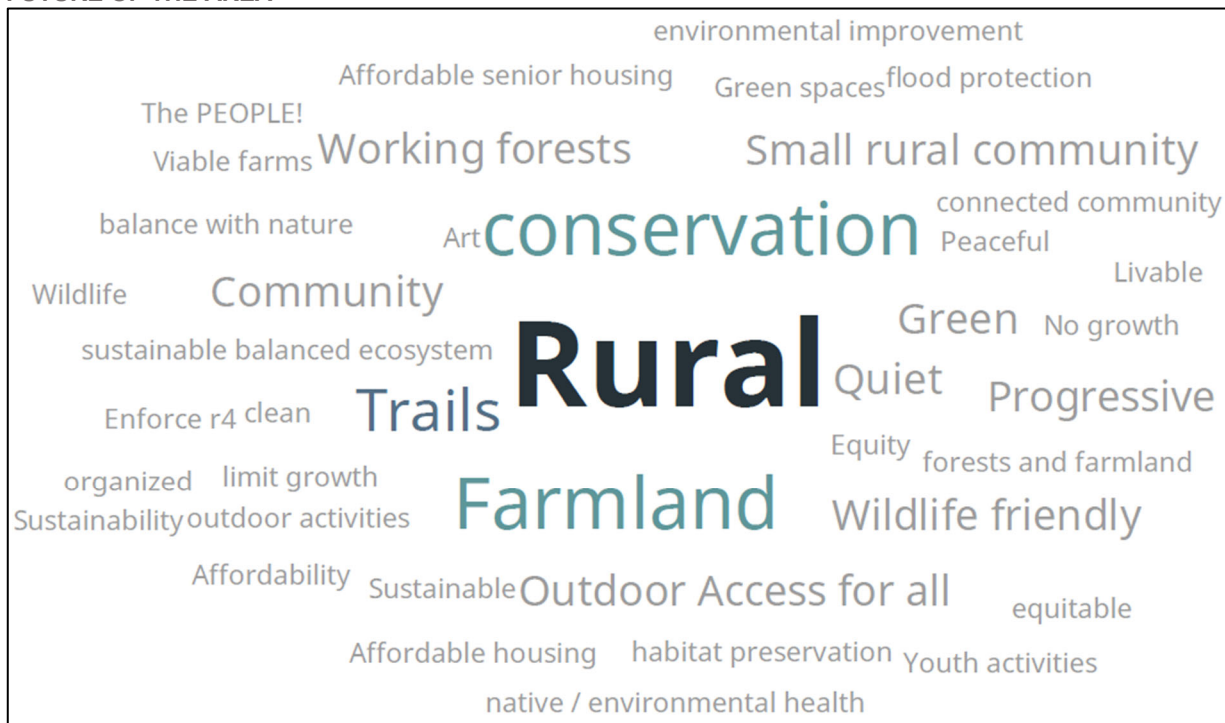 environmental improvement
Affordable senior housing
Green spaces
flood protection
The PEOPLE!
Viable farms
Working forests
Small rural community
balance with nature
Art
conservation
connected community
Peaceful
Livable
Wildlife
Community
Green
No growth
sustainable balanced ecosystem
Rural
Quiet
Progressive
Enforce r4
clean
Trails
Equity
forests and farmland
organized
limit growth
Farmland
Wildlife friendly
Sustainability
outdoor activities
Affordability
Sustainable
Outdoor Access for all
equitable
Affordable housing
habitat preservation
Youth activities
native / environmental health